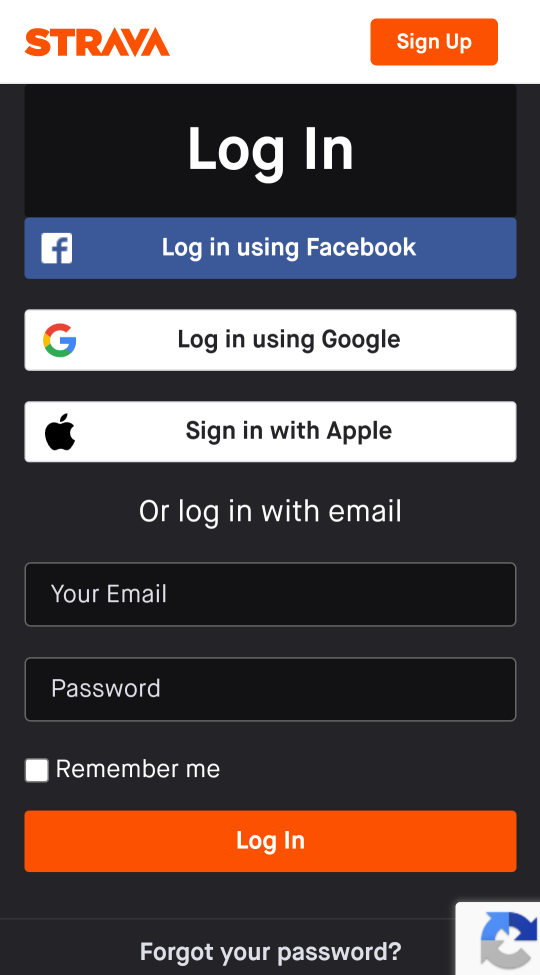 STRAVA
Sign Up
Log In
Log in using Facebook
Log in using Google
Sign in with Apple
Or log in with email
Your Email
Password
Remember me
Log In
Forgot your password?